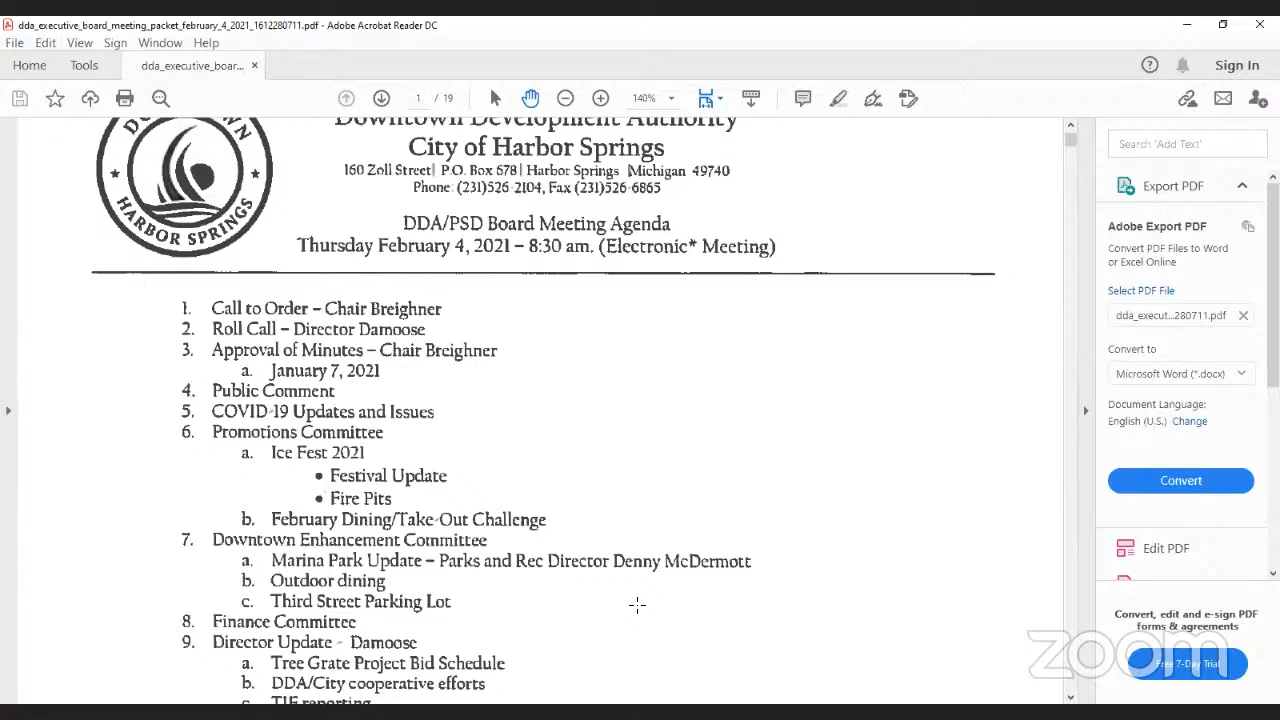 dda_executive_board_meeting_packet_february_4_2021_1612280711.pdf - Adobe Acrobat Reader DC
File Edit View Sign Window Help
Home Tools dda_executive_boar... ×
1 / 19 140% Sign In
DOWNTOWN
HARBOR SPRINGS
Downtown Development Authority
City of Harbor Springs
160 Zoll Street| P.O. Box 678| Harbor Springs Michigan 49740
Phone: (231)526-2104, Fax (231)526-6865
DDA/PSD Board Meeting Agenda
Thursday February 4, 2021 – 8:30 am. (Electronic* Meeting)
1. Call to Order – Chair Breighner
2. Roll Call – Director Damoose
3. Approval of Minutes – Chair Breighner
a. January 7, 2021
4. Public Comment
5. COVID-19 Updates and Issues
6. Promotions Committee
a. Ice Fest 2021
• Festival Update
• Fire Pits
b. February Dining/Take-Out Challenge
7. Downtown Enhancement Committee
a. Marina Park Update – Parks and Rec Director Denny McDermott
b. Outdoor dining
c. Third Street Parking Lot
8. Finance Committee
9. Director Update - Damoose
a. Tree Grate Project Bid Schedule
b. DDA/City cooperative efforts
c. TIF reporting
Search 'Add Text'
Export PDF
Adobe Export PDF
Convert PDF Files to Word
or Excel Online
Select PDF File
dda_execut...280711.pdf ×
Convert to
Microsoft Word (*.docx)
Document Language:
English (U.S.) Change
Convert
Edit PDF
Convert, edit and e-sign PDF
forms & agreements
Free 7-Day Trial
zoom